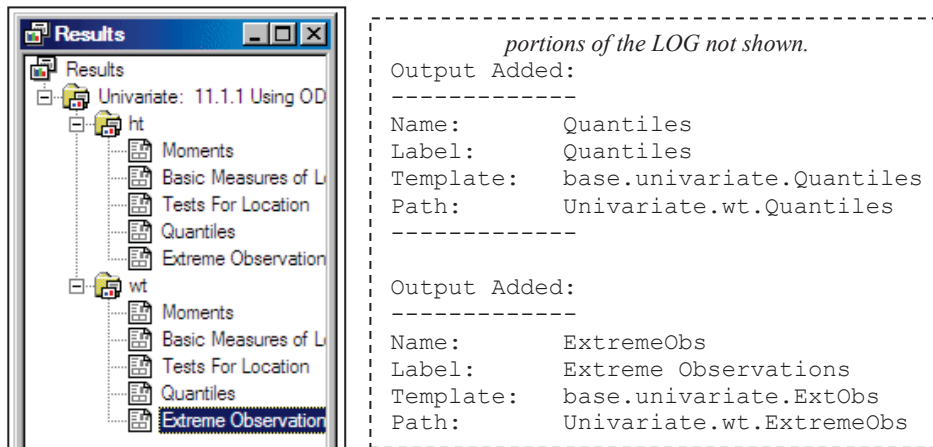 Results
Results
Univariate: 11.1.1 Using OD
ht
Moments
Basic Measures of L
Tests For Location
Quantiles
Extreme Observation
wt
Moments
Basic Measures of L
Tests For Location
Quantiles
Extreme Observation
portions of the LOG not shown.
Output Added:
-------------
Name: Quantiles
Label: Quantiles
Template: base.univariate.Quantiles
Path: Univariate.wt.Quantiles
-------------
Output Added:
-------------
Name: ExtremeObs
Label: Extreme Observations
Template: base.univariate.ExtObs
Path: Univariate.wt.ExtremeObs